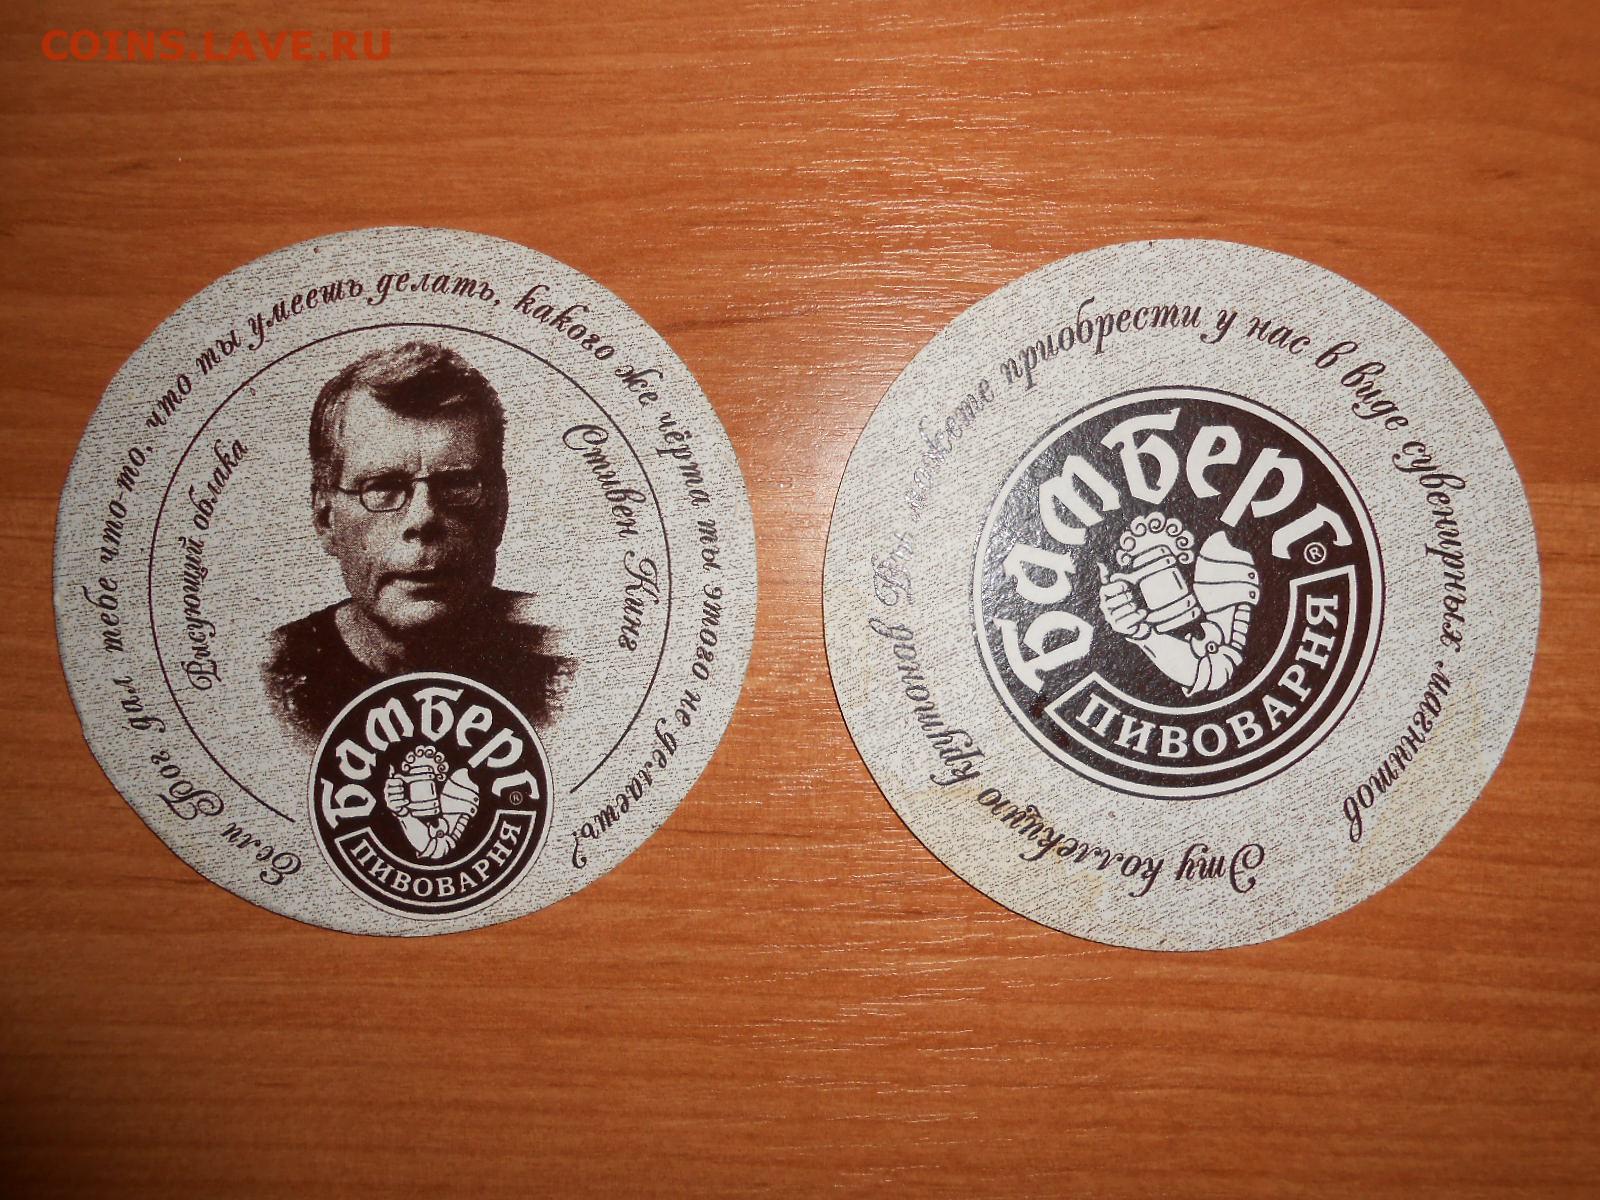 COINS.LAVE.RU
Если Бог дал тебе что-то, что ты умеешь делать, какого же чёрта ты этого не делаешь?
Рисующий облака
Стивен Кинг
Бамберг®
ПИВОВАРНЯ
Эту коллекцию крутонад Вы можете приобрести у нас в виде сувенирных магнитов
Бамберг®
ПИВОВАРНЯ